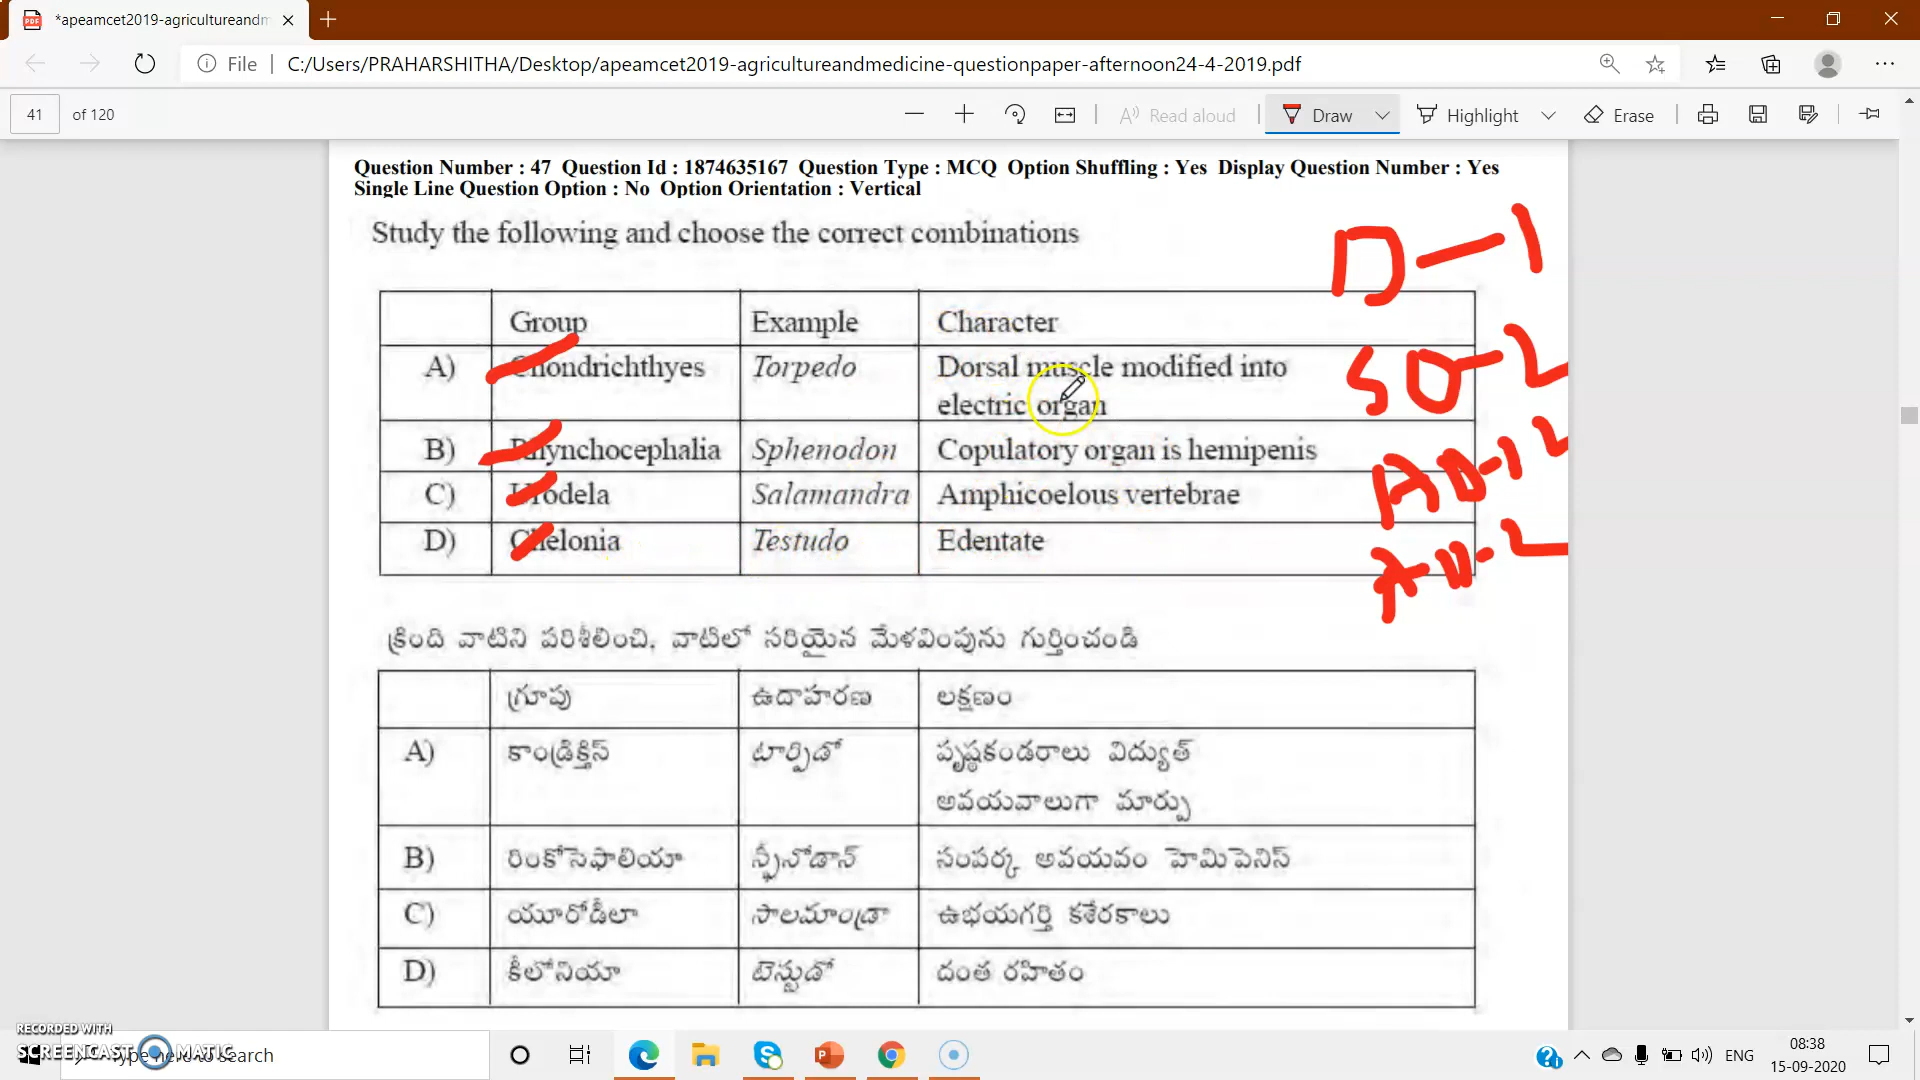 *apeamcet2019-agricultureandm
File C:/Users/PRAHARSHITHA/Desktop/apeamcet2019-agricultureandmedicine-questionpaper-afternoon24-4-2019.pdf
41 of 120 Read aloud Draw Highlight Erase
Question Number : 47 Question Id : 1874635167 Question Type : MCQ Option Shuffling : Yes Display Question Number : Yes
Single Line Question Option : No Option Orientation : Vertical
Study the following and choose the correct combinations
D-1
Group Example Character
A) Chondrichthyes Torpedo Dorsal muscle modified into
electric organ
SO-2
B) Rhynchocephalia Sphenodon Copulatory organ is hemipenis
C) Urodela Salamandra Amphicoelous vertebrae
D) Chelonia Testudo Edentate
క్రింది వాటిని పరిశీలించి, వాటిలో సరియైన మేళవింపును గుర్తించండి
గ్రూపు ఉదాహరణ లక్షణం
A) కాండ్రిక్తిస్ టార్పిడో పృష్ఠకండరాలు విద్యుత్
అవయవాలుగా మార్పు
B) రింకోసెఫాలియా స్ఫీనోడాన్ సంపర్క అవయవం హెమిపెనిస్
C) యూరోడీలా సాలమాండ్రా ఉభయగర్తి కశేరకాలు
D) కీలోనియా టెస్టుడో దంత రహితం
RECORDED WITH
SCREENCAST MATIC
Type here to search
ENG 08:38
15-09-2020